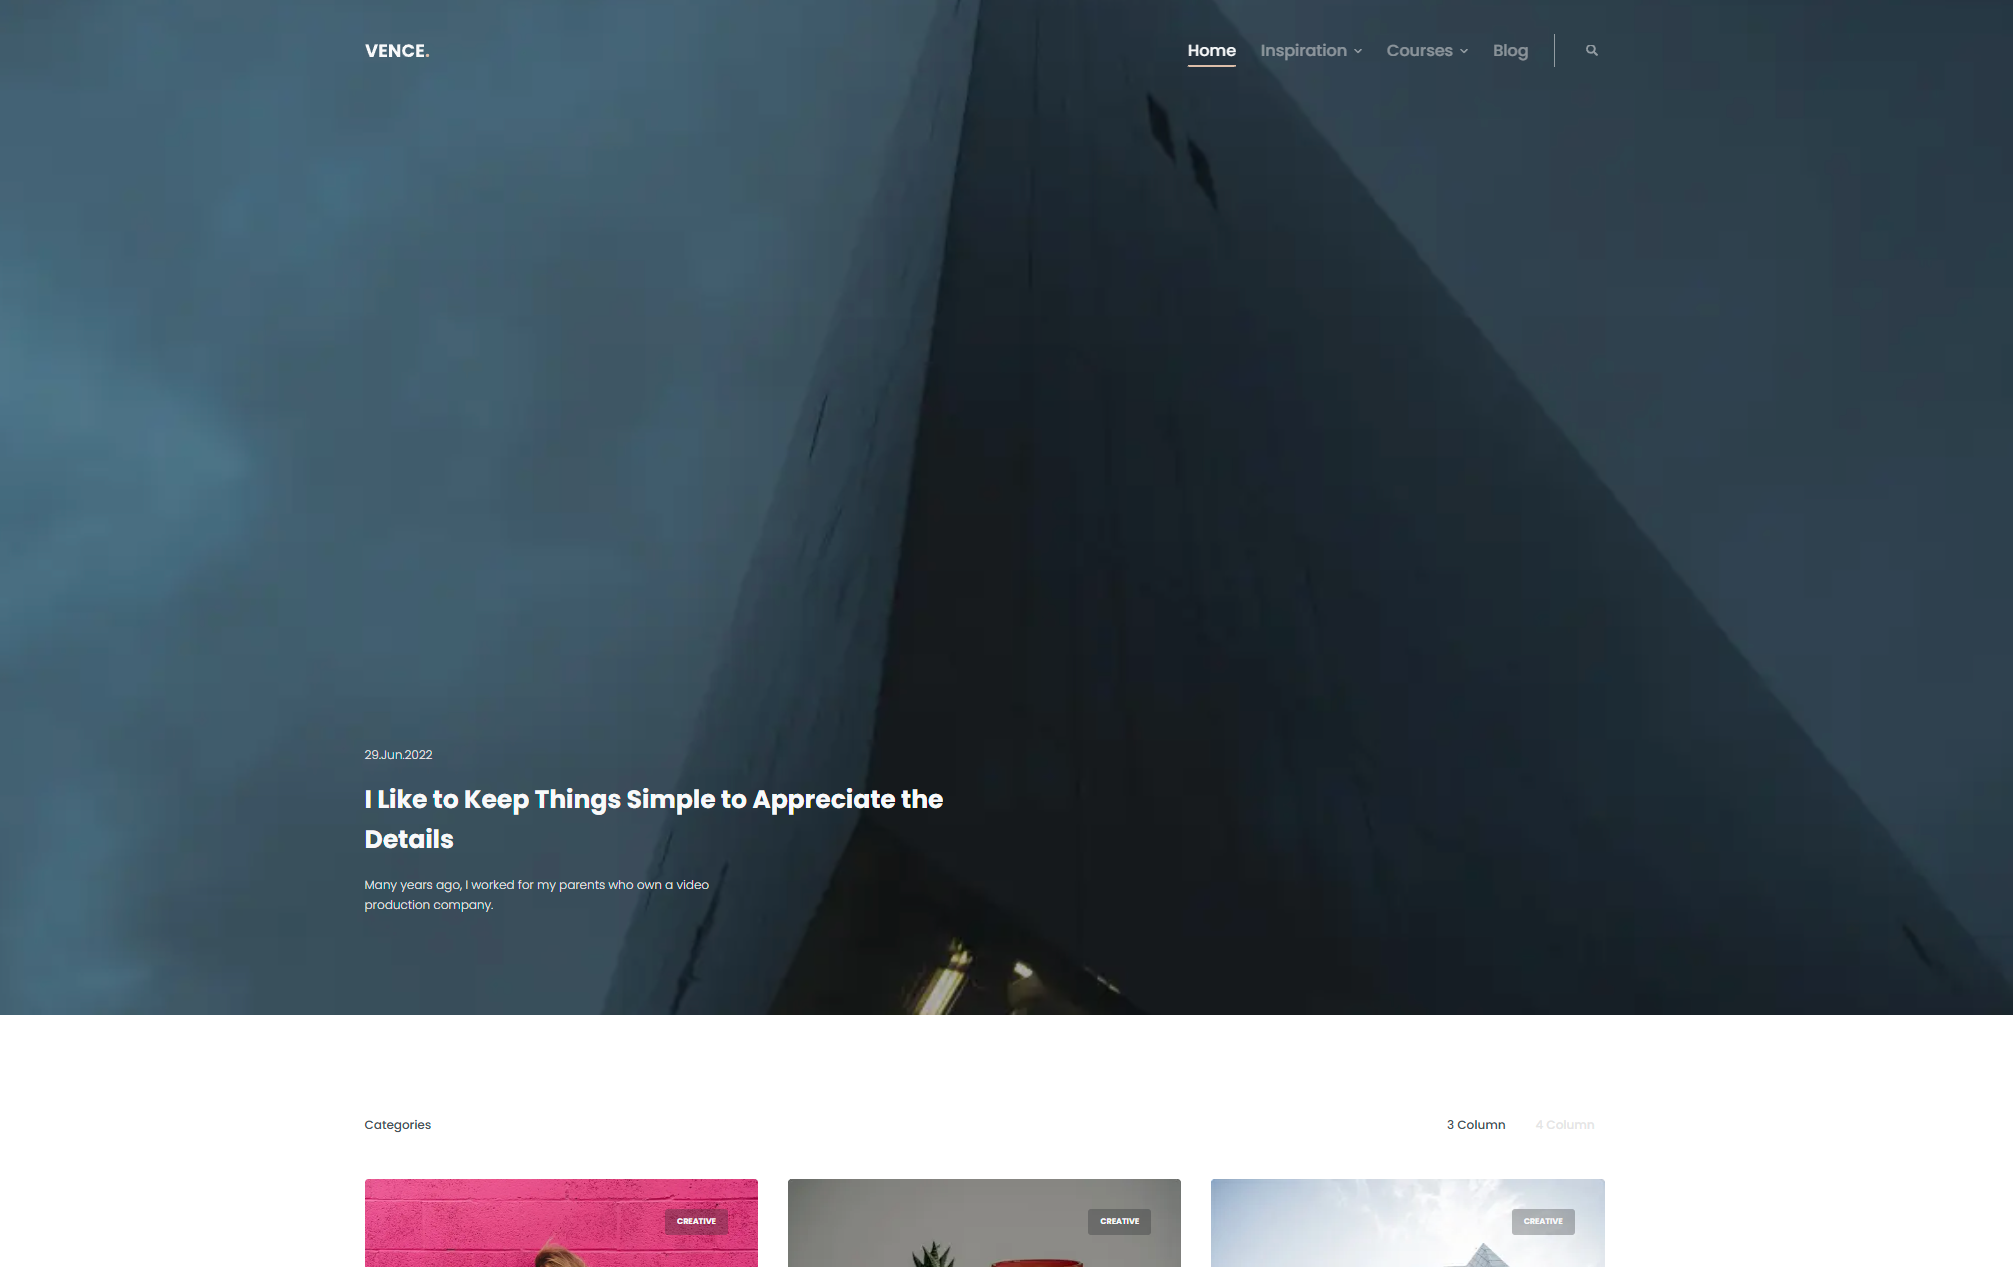 VENCE.
Home Inspiration Courses Blog
29.Jun.2022
I Like to Keep Things Simple to Appreciate the
Details
Many years ago, I worked for my parents who own a video
production company.
Categories
3 Column 4 Column
CREATIVE
CREATIVE
CREATIVE